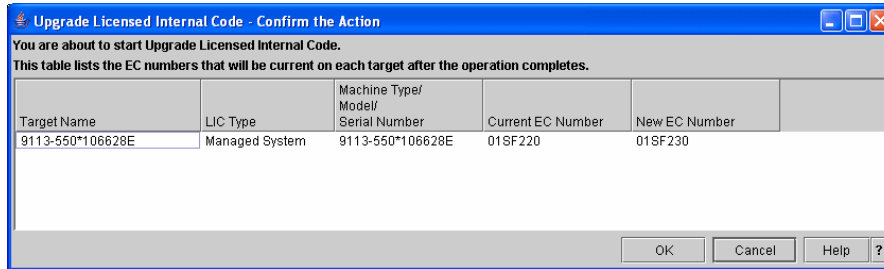 Upgrade Licensed Internal Code - Confirm the Action
You are about to start Upgrade Licensed Internal Code.
This table lists the EC numbers that will be current on each target after the operation completes.
Target Name LIC Type Machine Type/ Model/ Serial Number Current EC Number New EC Number
9113-550*106628E Managed System 9113-550*106628E 01SF220 01SF230
OK Cancel Help ?